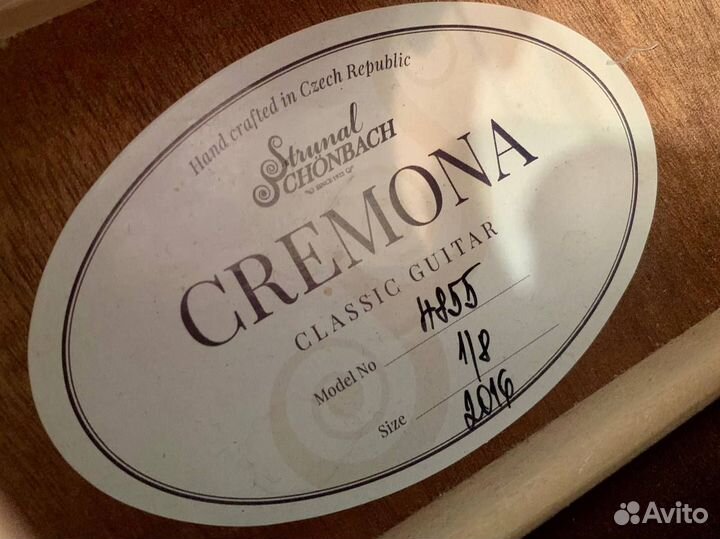 Hand crafted in Czech Republic
Strunal
SCHÖNBACH
SINCE 1922
CREMONA
CLASSIC GUITAR
Model No 4855
1/8
Size 2016
Avito